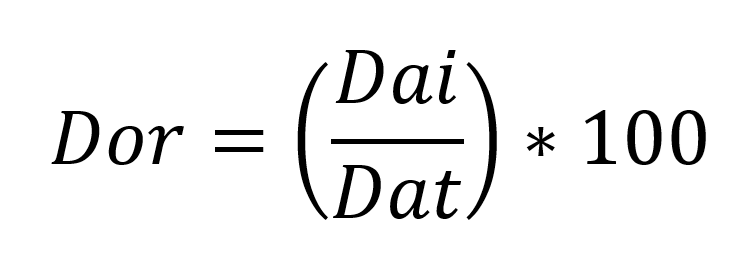 Dor = (Dai/Dat) * 100